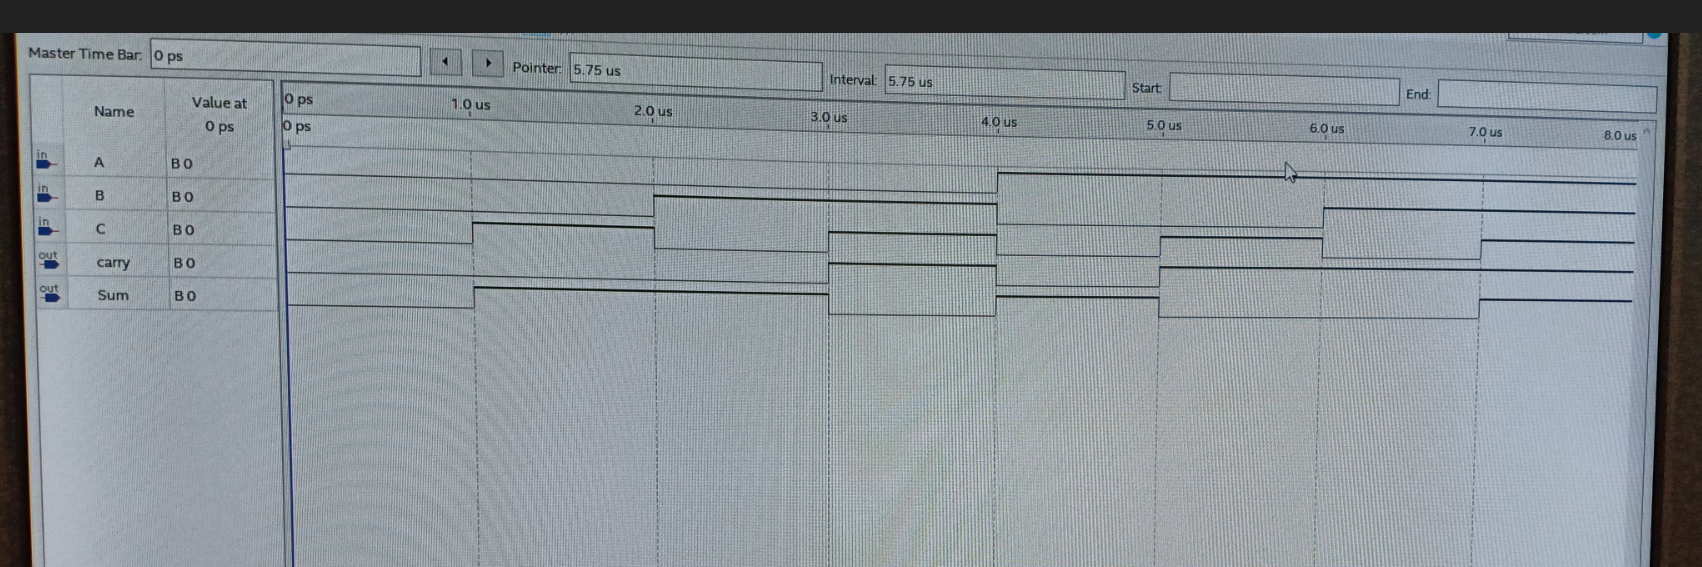 Master Time Bar: 0 ps
Pointer: 5.75 us
Interval: 5.75 us
Start:
End:
Name
Value at
0 ps
0 ps
1.0 us
2.0 us
3.0 us
4.0 us
5.0 us
6.0 us
7.0 us
8.0 us
0 ps
in A B 0
in B B 0
in C B 0
out carry B 0
out Sum B 0